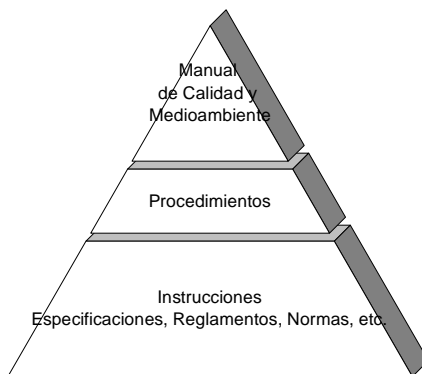 Manual
de Calidad y
Medioambiente
Procedimientos
Instrucciones
Especificaciones, Reglamentos, Normas, etc.